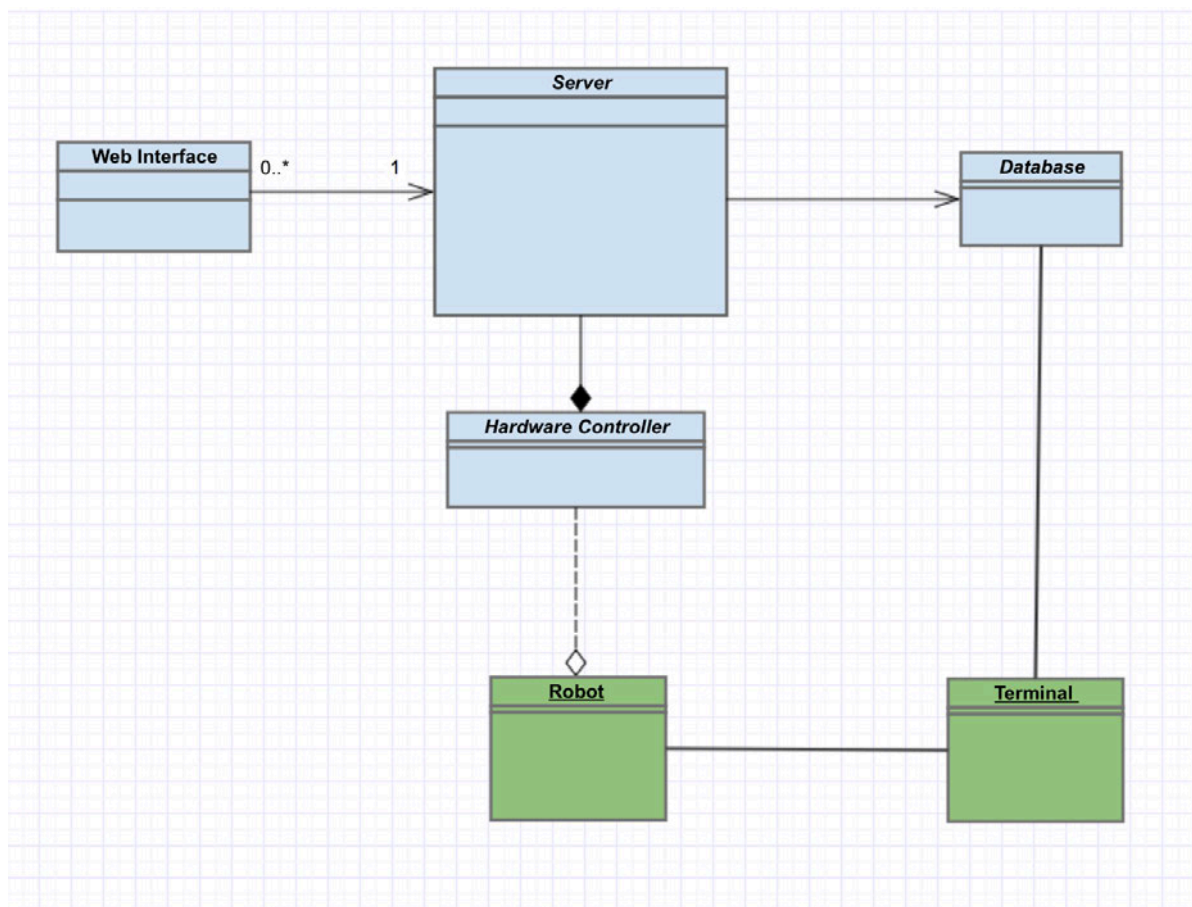 Server
Web Interface
0..*
1
Database
Hardware Controller
Robot
Terminal